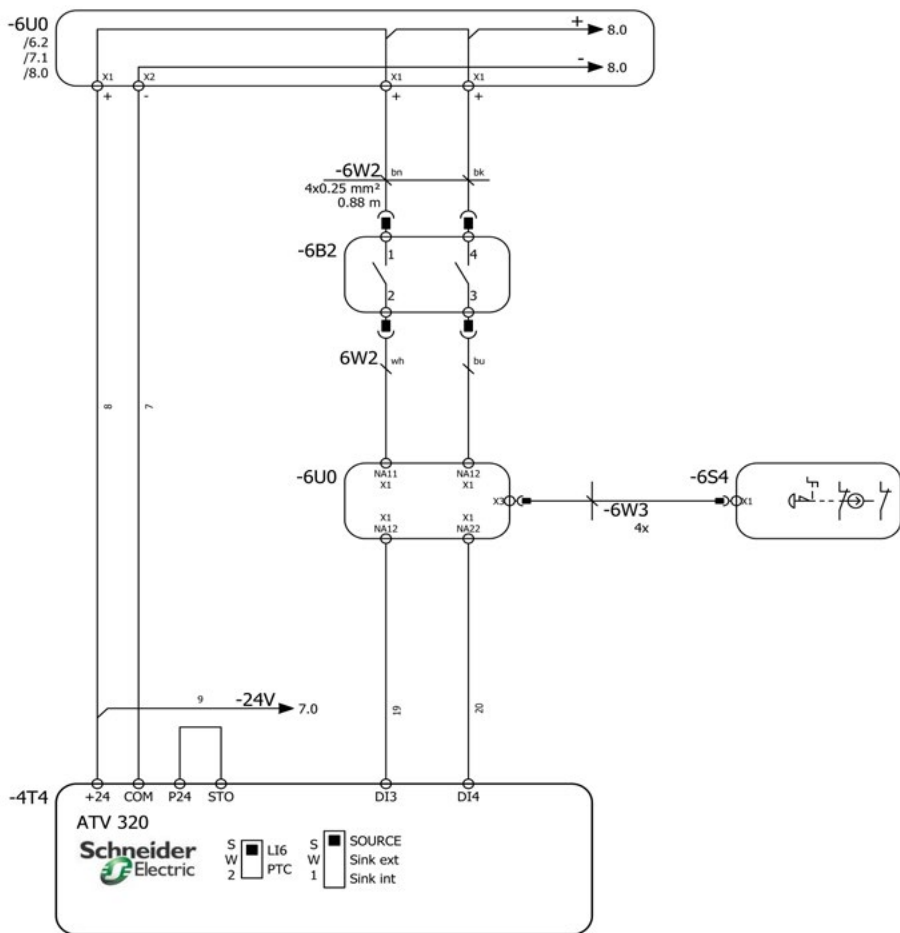 -6U0
/6.2
/7.1
/8.0
+ 8.0
- 8.0
X1 X2 X1 X1
+ - + +
-6W2 bn bk
4x0.25 mm²
0.88 m
-6B2 1 4
2 3
6W2 wh bu
8 7
-6U0 NA11 NA12 -6S4
X1 X1
X3 X1
-6W3
X1 X1 4x
NA12 NA22
9 -24V 7.0
19 20
-4T4 +24 COM P24 STO DI3 DI4
ATV 320
Schneider
Electric
S W 2 LI6
PTC
S W 1 SOURCE
Sink ext
Sink int